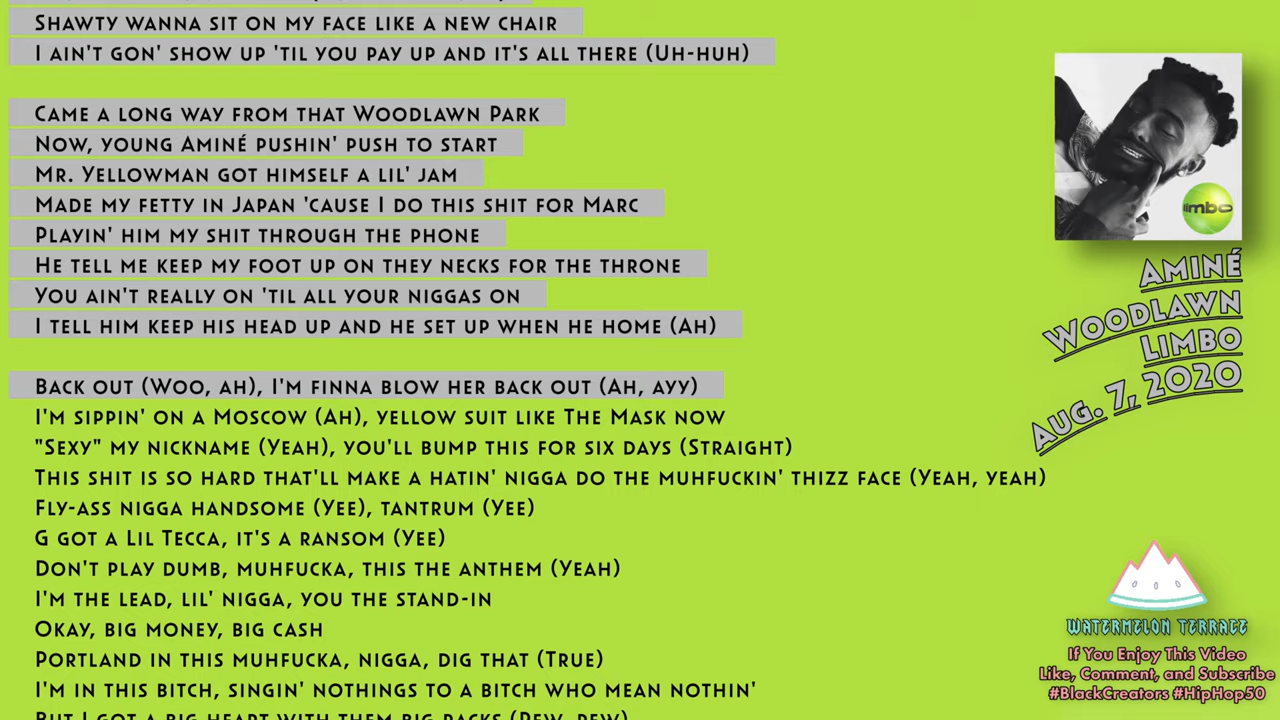 SHAWTY WANNA SIT ON MY FACE LIKE A NEW CHAIR
I AIN'T GON' SHOW UP 'TIL YOU PAY UP AND IT'S ALL THERE (UH-HUH)
CAME A LONG WAY FROM THAT WOODLAWN PARK
NOW, YOUNG AMINÉ PUSHIN' PUSH TO START
MR. YELLOWMAN GOT HIMSELF A LIL' JAM
MADE MY FETTY IN JAPAN 'CAUSE I DO THIS SHIT FOR MARC
PLAYIN' HIM MY SHIT THROUGH THE PHONE
HE TELL ME KEEP MY FOOT UP ON THEY NECKS FOR THE THRONE
YOU AIN'T REALLY ON 'TIL ALL YOUR NIGGAS ON
I TELL HIM KEEP HIS HEAD UP AND HE SET UP WHEN HE HOME (AH)
BACK OUT (WOO, AH), I'M FINNA BLOW HER BACK OUT (AH, AYY)
I'M SIPPIN' ON A MOSCOW (AH), YELLOW SUIT LIKE THE MASK NOW
"SEXY" MY NICKNAME (YEAH), YOU'LL BUMP THIS FOR SIX DAYS (STRAIGHT)
THIS SHIT IS SO HARD THAT'LL MAKE A HATIN' NIGGA DO THE MUHFUCKIN' THIZZ FACE (YEAH, YEAH)
FLY-ASS NIGGA HANDSOME (YEE), TANTRUM (YEE)
G GOT A LIL TECCA, IT'S A RANSOM (YEE)
DON'T PLAY DUMB, MUHFUCKA, THIS THE ANTHEM (YEAH)
I'M THE LEAD, LIL' NIGGA, YOU THE STAND-IN
OKAY, BIG MONEY, BIG CASH
PORTLAND IN THIS MUHFUCKA, NIGGA, DIG THAT (TRUE)
I'M IN THIS BITCH, SINGIN' NOTHINGS TO A BITCH WHO MEAN NOTHIN'
BUT I GOT A BIG HEART WITH THEM BIG RACKS (PEW, PEW)
limbo
AMINÉ
WOODLAWN
LIMBO
AUG. 7, 2020
WATERMELON TERRACE
If You Enjoy This Video
Like, Comment, and Subscribe
#BlackCreators #HipHop50